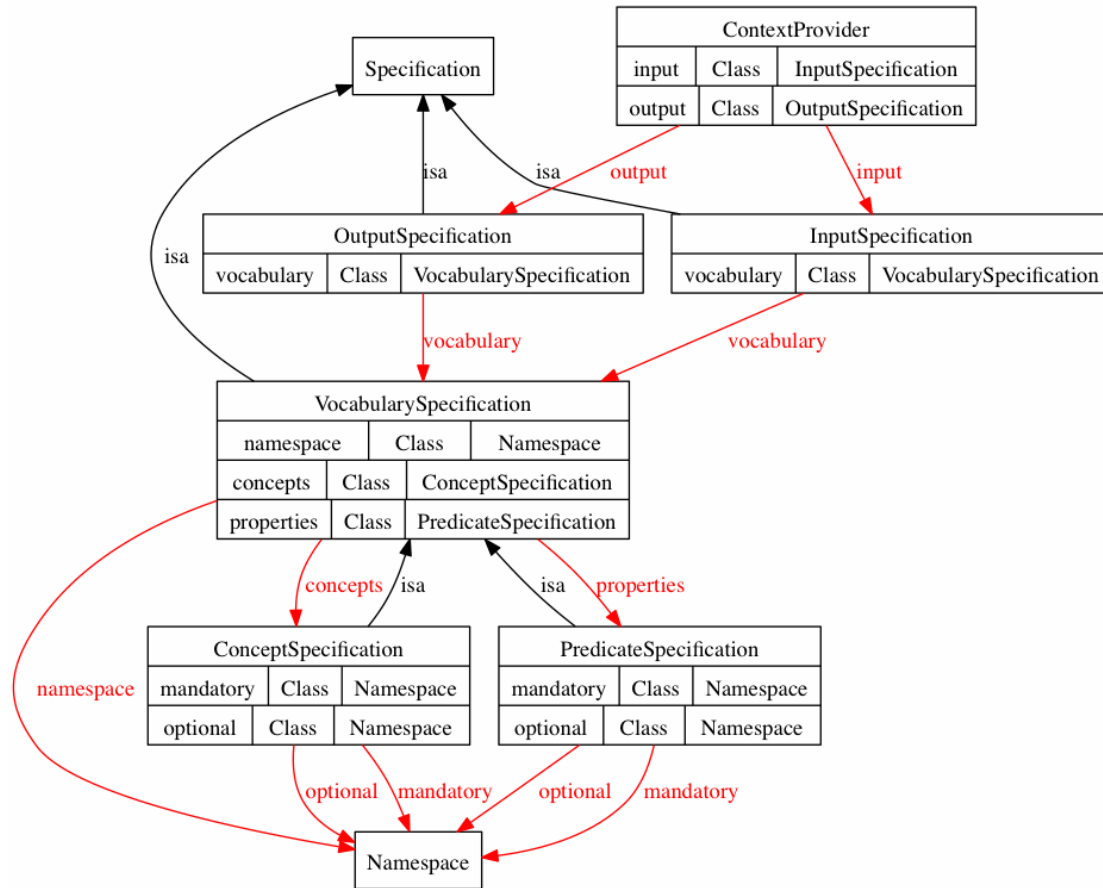 ContextProvider
Specification
input Class InputSpecification
output Class OutputSpecification
isa isa output input
OutputSpecification InputSpecification
isa
vocabulary Class VocabularySpecification vocabulary Class VocabularySpecification
vocabulary vocabulary
VocabularySpecification
namespace Class Namespace
concepts Class ConceptSpecification
properties Class PredicateSpecification
concepts isa isa properties
ConceptSpecification PredicateSpecification
namespace mandatory Class Namespace mandatory Class Namespace
optional Class Namespace optional Class Namespace
optional mandatory optional mandatory
Namespace